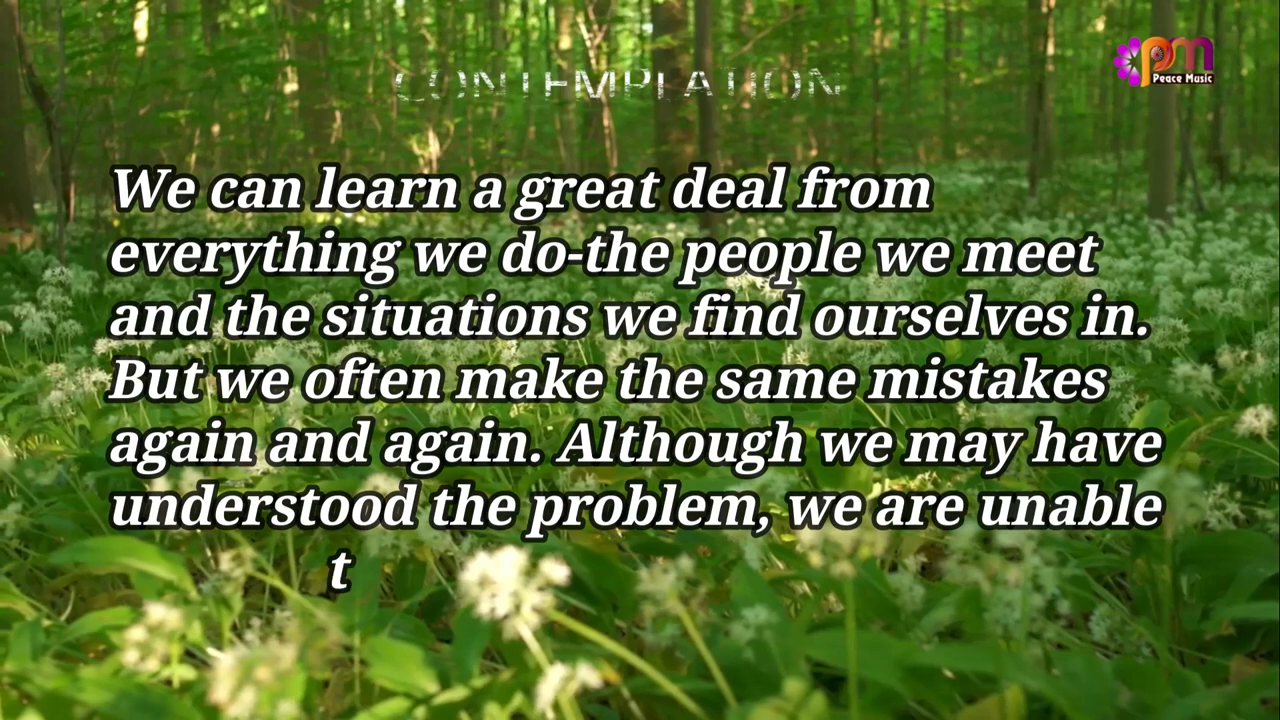 CONTEMPLATION
pm
Peace Music
We can learn a great deal from
everything we do-the people we meet
and the situations we find ourselves in.
But we often make the same mistakes
again and again. Although we may have
understood the problem, we are unable
t